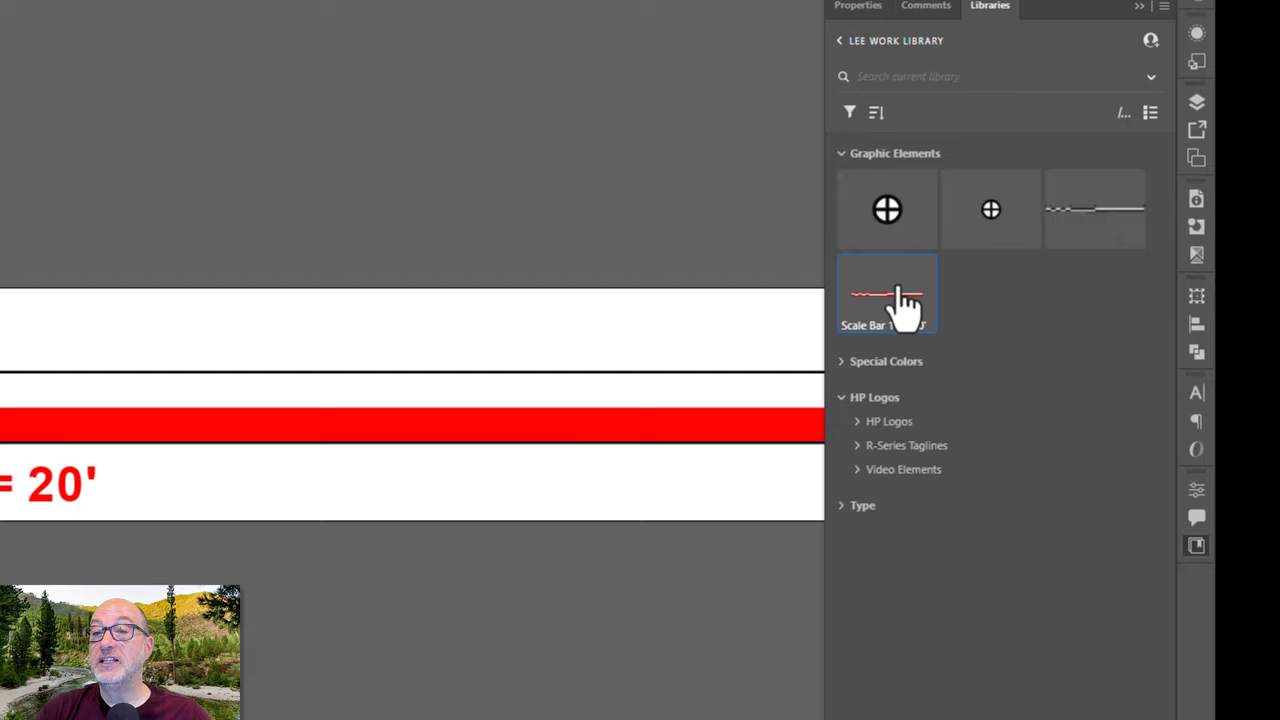 Properties
Comments
Libraries
LEE WORK LIBRARY
Search current library
/...
Graphic Elements
Scale Bar
Special Colors
HP Logos
HP Logos
R-Series Taglines
Video Elements
Type
= 20'